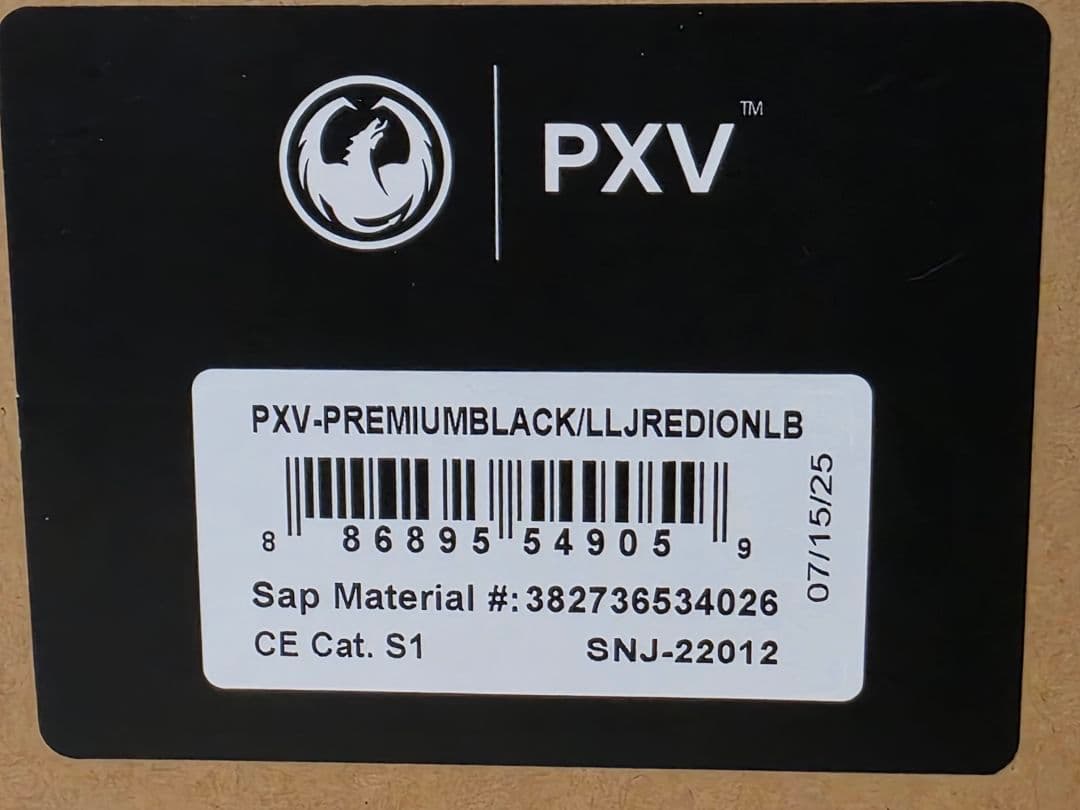 PXV™
PXV-PREMIUMBLACK/LLJREDIONLB
8 86895 54905 9
07/15/25
Sap Material #:382736534026
CE Cat. S1 SNJ-22012